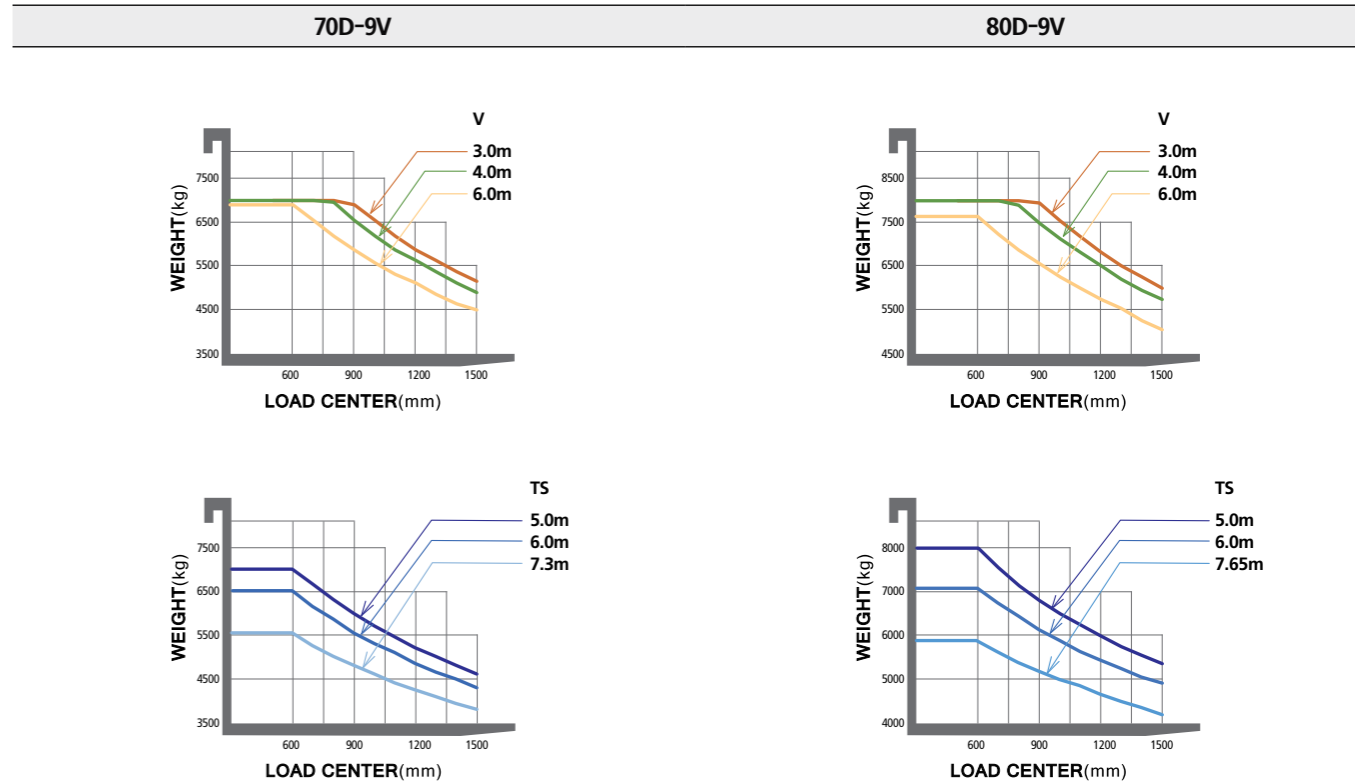 70D-9V
80D-9V
V
3.0m
4.0m
6.0m
7500
6500
5500
4500
3500
WEIGHT(kg)
600 900 1200 1500
LOAD CENTER(mm)
V
3.0m
4.0m
6.0m
8500
7500
6500
5500
4500
WEIGHT(kg)
600 900 1200 1500
LOAD CENTER(mm)
TS
5.0m
6.0m
7.3m
7500
6500
5500
4500
3500
WEIGHT(kg)
600 900 1200 1500
LOAD CENTER(mm)
TS
5.0m
6.0m
7.65m
8000
7000
6000
5000
4000
WEIGHT(kg)
600 900 1200 1500
LOAD CENTER(mm)